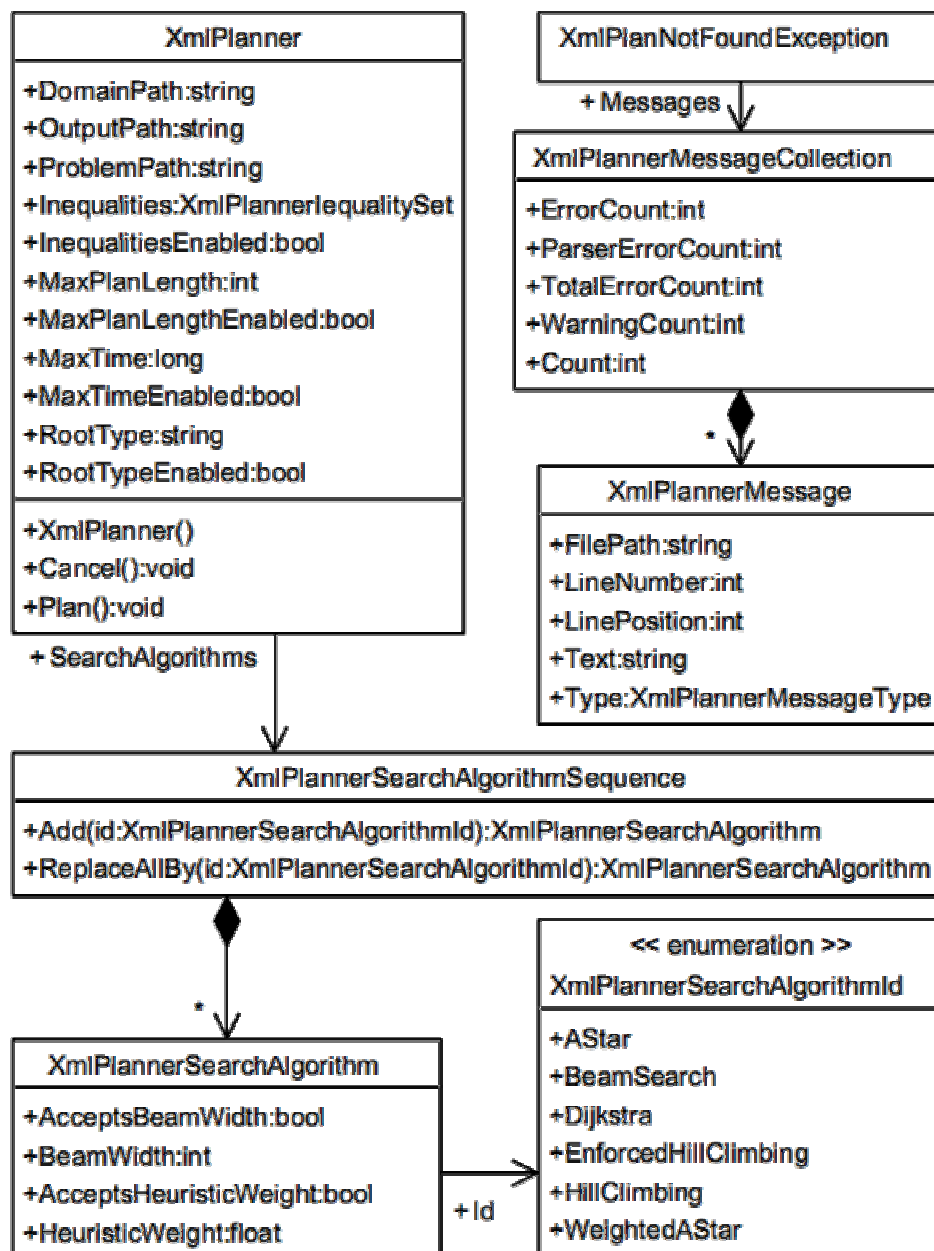 XmlPlanner
+DomainPath:string
+OutputPath:string
+ProblemPath:string
+Inequalities:XmlPlannerIequalitySet
+InequalitiesEnabled:bool
+MaxPlanLength:int
+MaxPlanLengthEnabled:bool
+MaxTime:long
+MaxTimeEnabled:bool
+RootType:string
+RootTypeEnabled:bool
+XmlPlanner()
+Cancel():void
+Plan():void
+ SearchAlgorithms
XmlPlanNotFoundException
+ Messages
XmlPlannerMessageCollection
+ErrorCount:int
+ParserErrorCount:int
+TotalErrorCount:int
+WarningCount:int
+Count:int
*
XmlPlannerMessage
+FilePath:string
+LineNumber:int
+LinePosition:int
+Text:string
+Type:XmlPlannerMessageType
XmlPlannerSearchAlgorithmSequence
+Add(id:XmlPlannerSearchAlgorithmId):XmlPlannerSearchAlgorithm
+ReplaceAllBy(id:XmlPlannerSearchAlgorithmId):XmlPlannerSearchAlgorithm
*
XmlPlannerSearchAlgorithm
+AcceptsBeamWidth:bool
+BeamWidth:int
+AcceptsHeuristicWeight:bool
+HeuristicWeight:float
+ Id
<< enumeration >>
XmlPlannerSearchAlgorithmId
+AStar
+BeamSearch
+Dijkstra
+EnforcedHillClimbing
+HillClimbing
+WeightedAStar